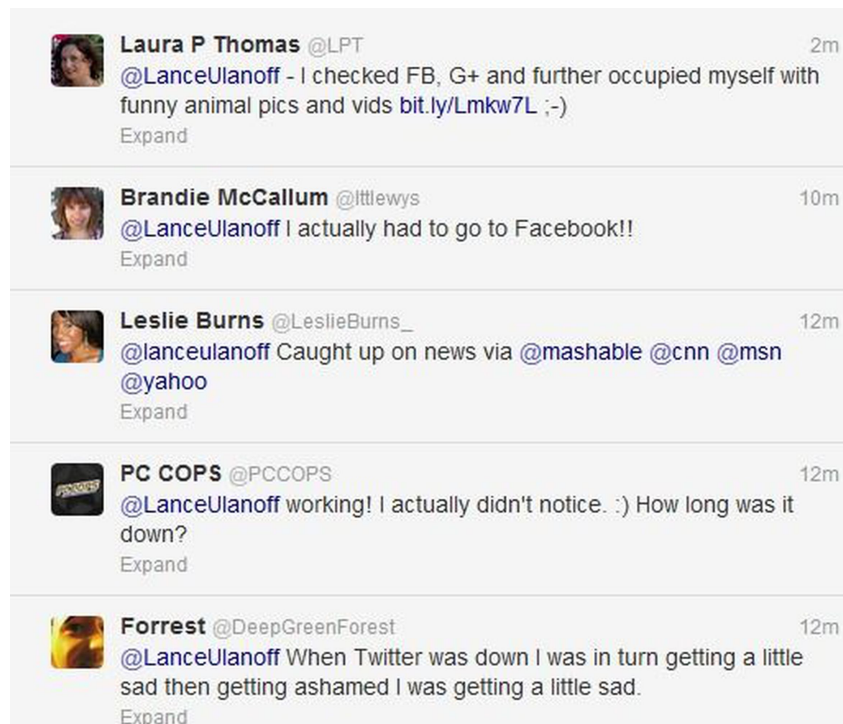 Laura P Thomas @LPT 2m
@LanceUlanoff - I checked FB, G+ and further occupied myself with
funny animal pics and vids bit.ly/Lmkw7L ;-)
Expand
Brandie McCallum @lttlewys 10m
@LanceUlanoff I actually had to go to Facebook!!
Expand
Leslie Burns @LeslieBurns_ 12m
@lanceulanoff Caught up on news via @mashable @cnn @msn
@yahoo
Expand
PC COPS @PCCOPS 12m
@LanceUlanoff working! I actually didn't notice. :) How long was it
down?
Expand
Forrest @DeepGreenForest 12m
@LanceUlanoff When Twitter was down I was in turn getting a little
sad then getting ashamed I was getting a little sad.
Expand